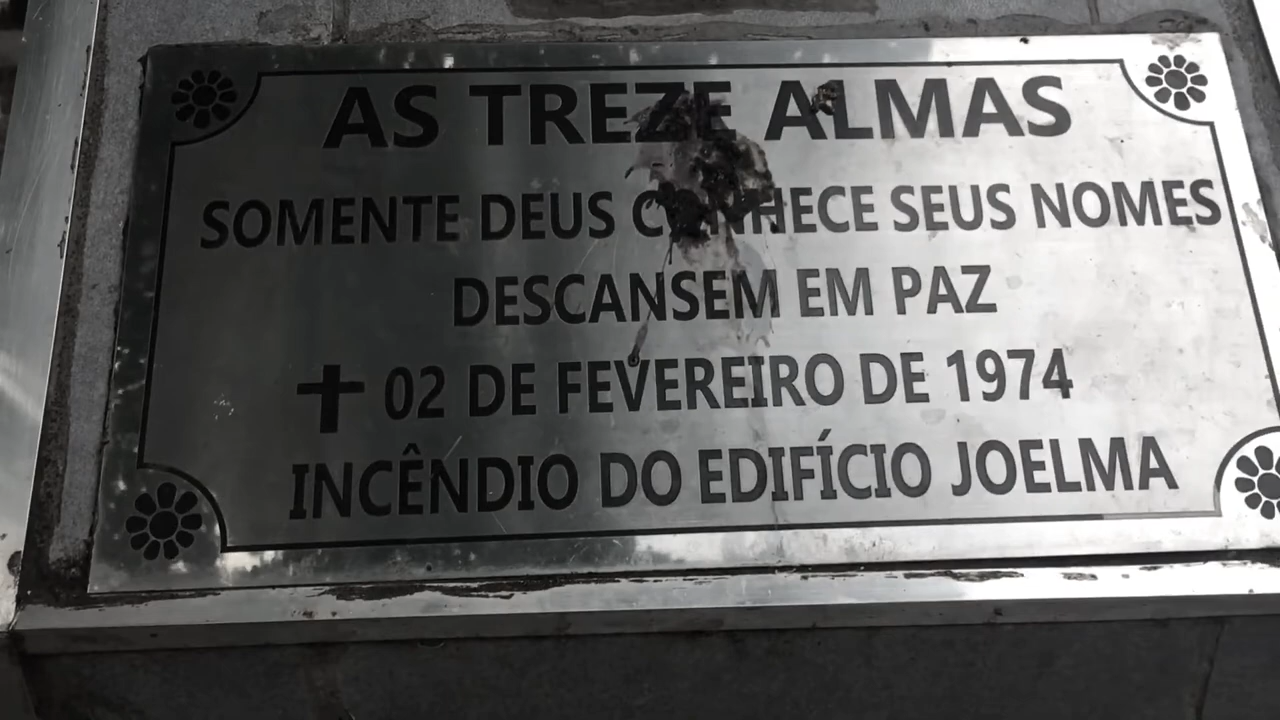 AS TREZE ALMAS
SOMENTE DEUS CONHECE SEUS NOMES
DESCANSEM EM PAZ
✝ 02 DE FEVEREIRO DE 1974
INCÊNDIO DO EDIFÍCIO JOELMA